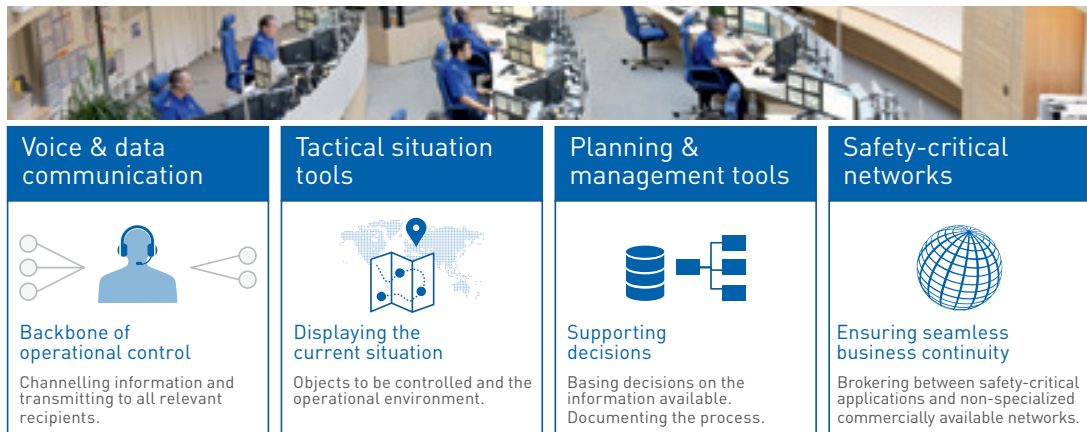 Voice & data
communication
Backbone of
operational control
Channelling information and
transmitting to all relevant
recipients.
Tactical situation
tools
Displaying the
current situation
Objects to be controlled and the
operational environment.
Planning &
management tools
Supporting
decisions
Basing decisions on the
information available.
Documenting the process.
Safety-critical
networks
Ensuring seamless
business continuity
Brokering between safety-critical
applications and non-specialized
commercially available networks.